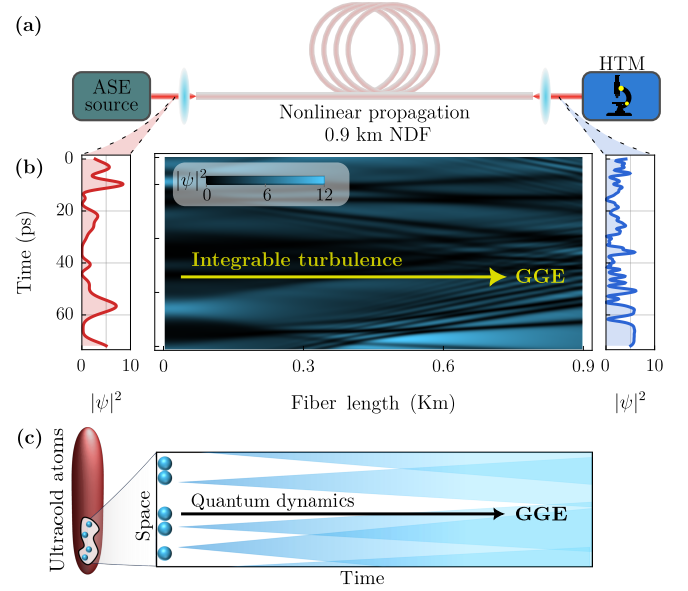 (a)
ASE
source
HTM
Nonlinear propagation
0.9 km NDF
(b)
0
20
40
60
Time (ps)
0
10
|ψ|²
|ψ|²
0
6
12
Integrable turbulence
GGE
0
0.3
0.6
0.9
Fiber length (Km)
0
10
|ψ|²
(c)
Ultracold atoms
Space
Quantum dynamics
GGE
Time